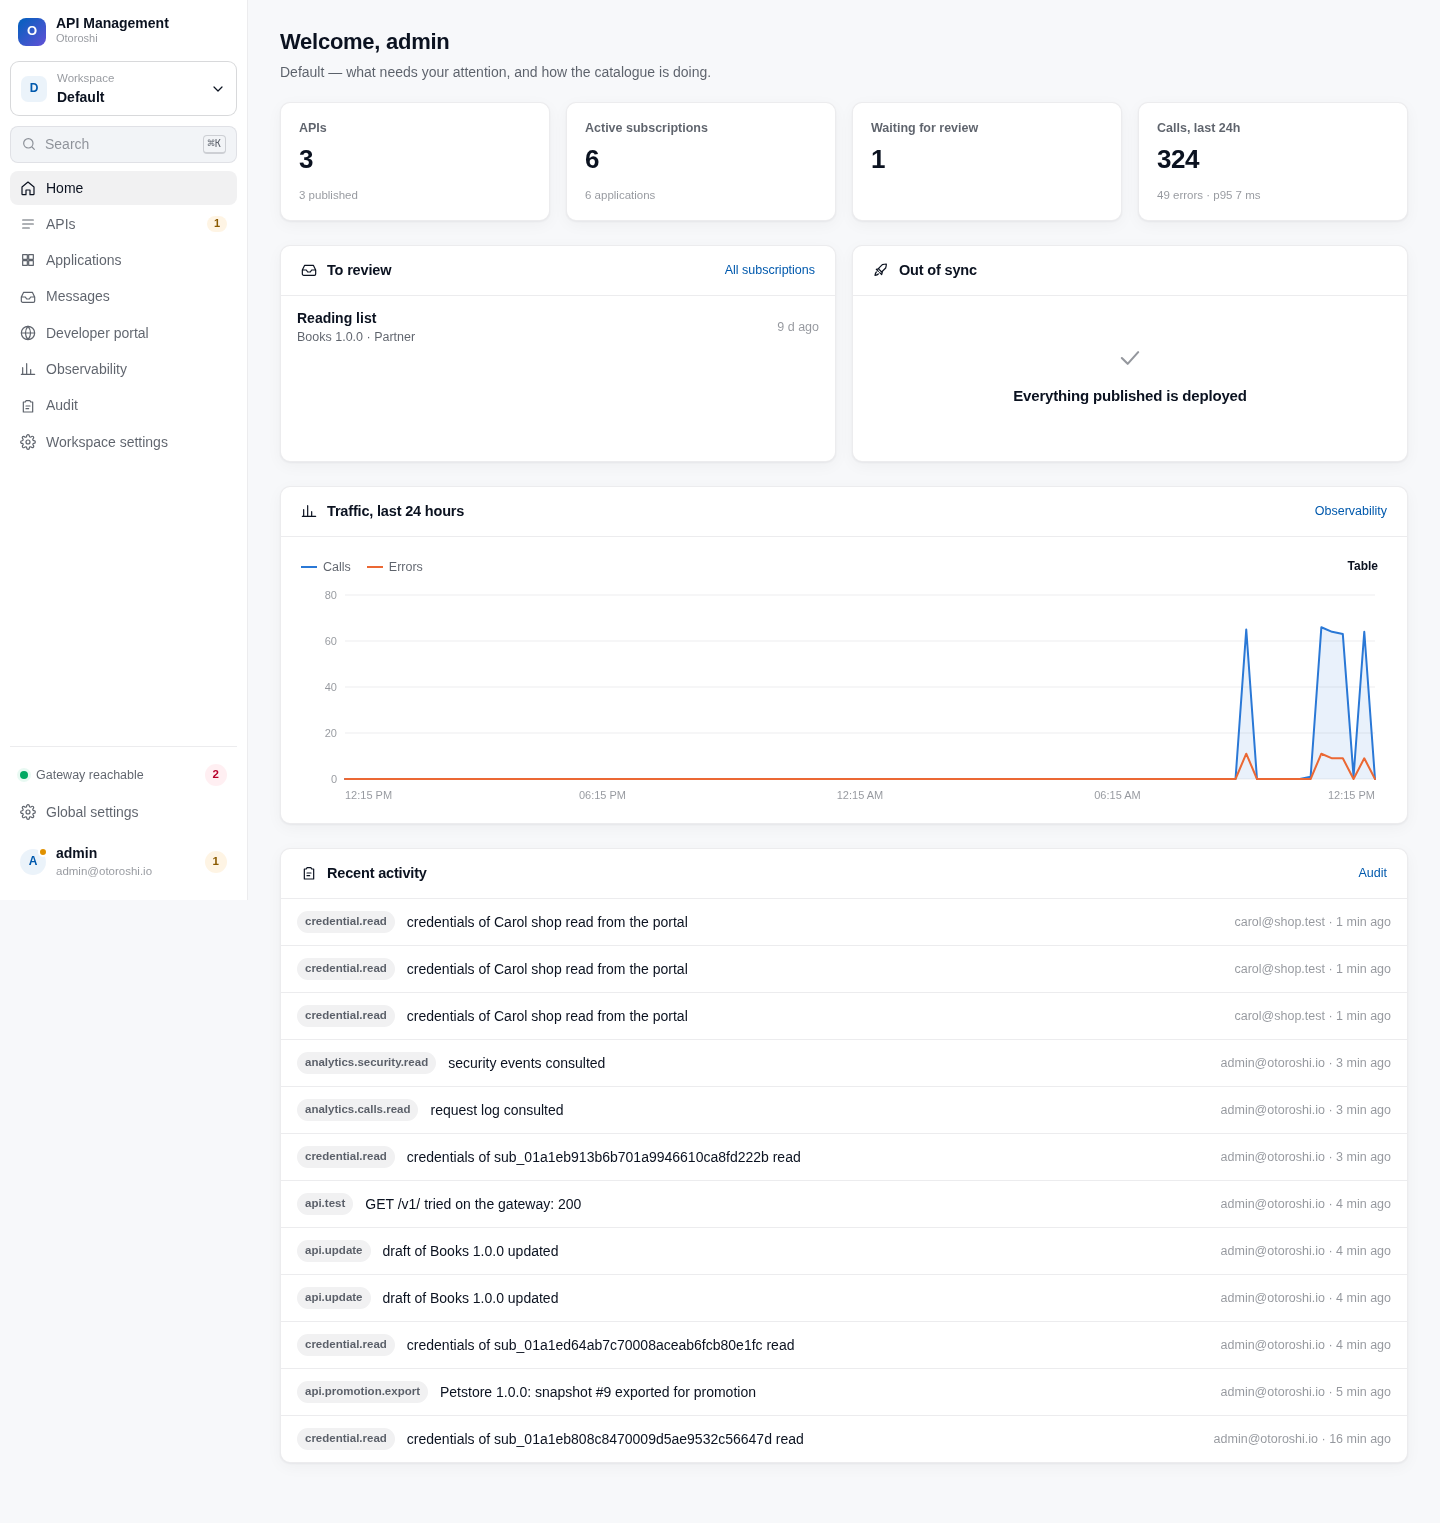 O
API Management
Otoroshi
D
Workspace
Default
Search
⌘K
Home
APIs
1
Applications
Messages
Developer portal
Observability
Audit
Workspace settings
Gateway reachable
2
Global settings
A
admin
admin@otoroshi.io
1
Welcome, admin
Default — what needs your attention, and how the catalogue is doing.
APIs
3
3 published
Active subscriptions
6
6 applications
Waiting for review
1
Calls, last 24h
324
49 errors · p95 7 ms
To review
All subscriptions
Reading list
Books 1.0.0 · Partner
9 d ago
Out of sync
Everything published is deployed
Traffic, last 24 hours
Observability
Calls
Errors
Table
80
60
40
20
0
12:15 PM
06:15 PM
12:15 AM
06:15 AM
12:15 PM
Recent activity
Audit
credential.read credentials of Carol shop read from the portal carol@shop.test · 1 min ago
credential.read credentials of Carol shop read from the portal carol@shop.test · 1 min ago
credential.read credentials of Carol shop read from the portal carol@shop.test · 1 min ago
analytics.security.read security events consulted admin@otoroshi.io · 3 min ago
analytics.calls.read request log consulted admin@otoroshi.io · 3 min ago
credential.read credentials of sub_01a1eb913b6b701a9946610ca8fd222b read admin@otoroshi.io · 3 min ago
api.test GET /v1/ tried on the gateway: 200 admin@otoroshi.io · 4 min ago
api.update draft of Books 1.0.0 updated admin@otoroshi.io · 4 min ago
api.update draft of Books 1.0.0 updated admin@otoroshi.io · 4 min ago
credential.read credentials of sub_01a1ed64ab7c70008aceab6fcb80e1fc read admin@otoroshi.io · 4 min ago
api.promotion.export Petstore 1.0.0: snapshot #9 exported for promotion admin@otoroshi.io · 5 min ago
credential.read credentials of sub_01a1eb808c8470009d5ae9532c56647d read admin@otoroshi.io · 16 min ago